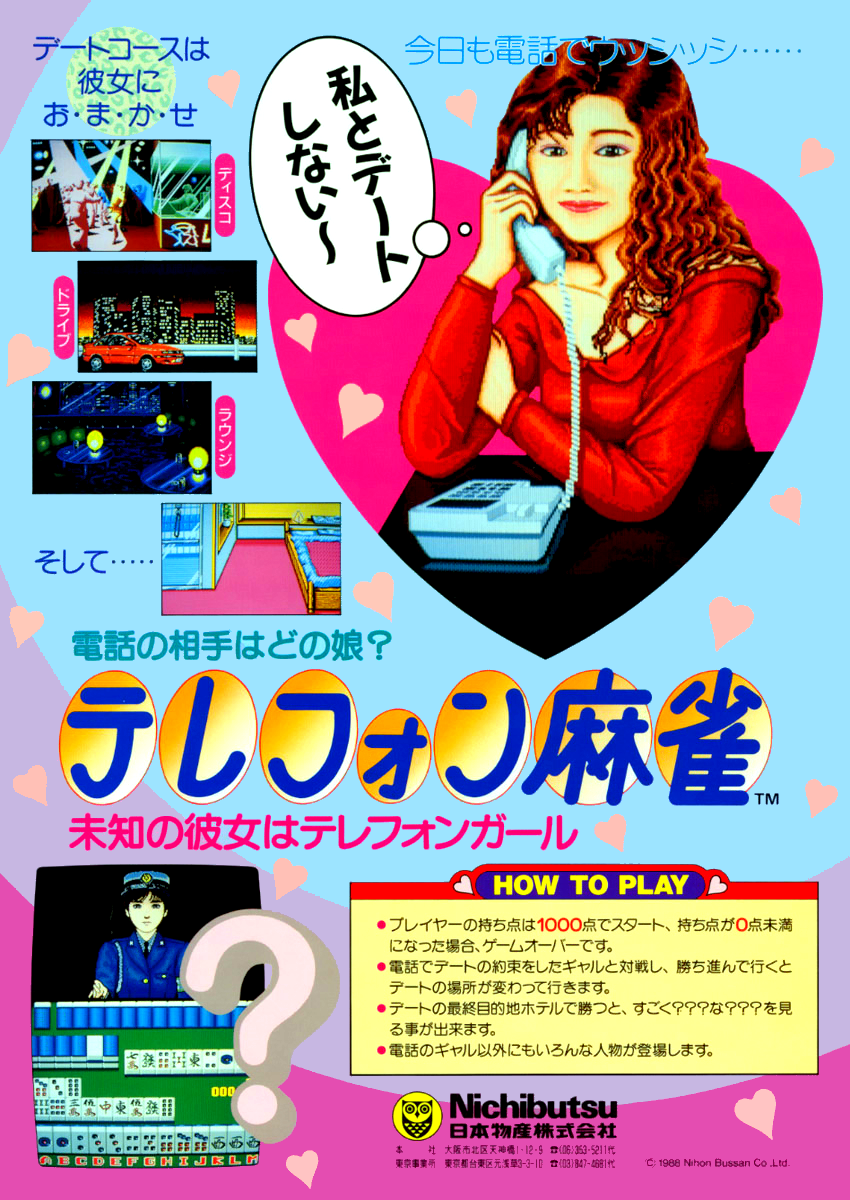 デートコースは
彼女に
お・ま・か・せ
今日も電話でウッシッシ……
私とデート
しない〜
ディスコ
ドライブ
ラウンジ
そして……
電話の相手はどの娘？
テレフォン麻雀
TM
未知の彼女はテレフォンガール
HOW TO PLAY
●プレイヤーの持ち点は1000点でスタート、持ち点が0点未満
になった場合、ゲームオーバーです。
●電話でデートの約束をしたギャルと対戦し、勝ち進んで行くと
デートの場所が変わって行きます。
●デートの最終目的地ホテルで勝つと、すごく？？？な？？？を見
る事が出来ます。
●電話のギャル以外にもいろんな人物が登場します。
000
A B C D E F G H I J K L M
?
Nichibutsu
日本物産株式会社
本社 大阪市北区天神橋1-12-9 ☎(06)353-5211代
東京事業所 東京都台東区元浅草3-3-10 ☎(03)847-4681代
© 1988 Nihon Bussan Co.,Ltd.